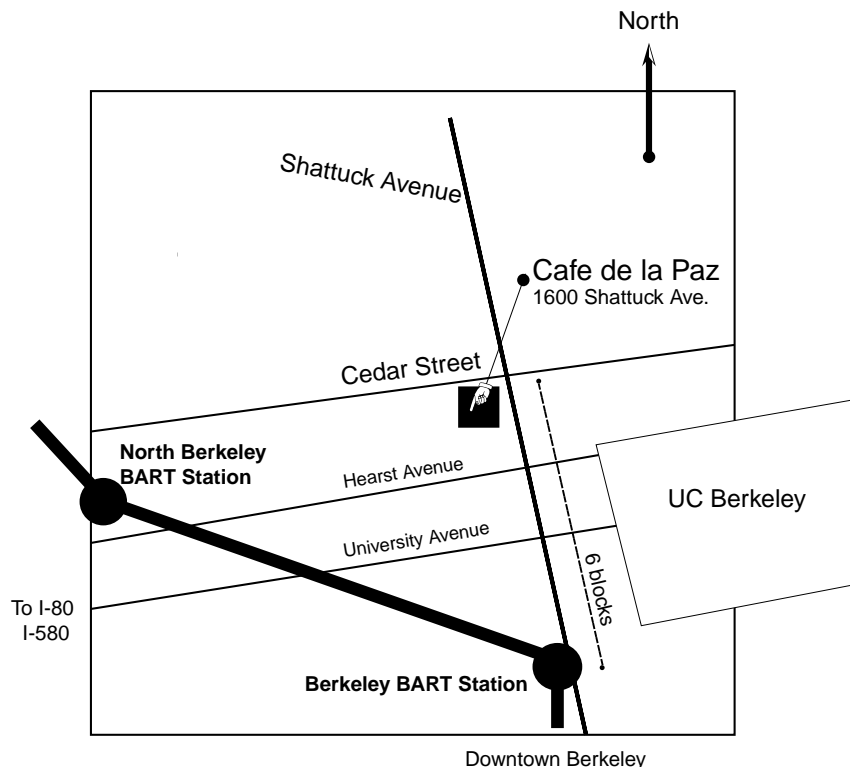 North
Shattuck Avenue
Cafe de la Paz
1600 Shattuck Ave.
Cedar Street
North Berkeley
BART Station
Hearst Avenue
UC Berkeley
University Avenue
6 blocks
To I-80
I-580
Berkeley BART Station
Downtown Berkeley